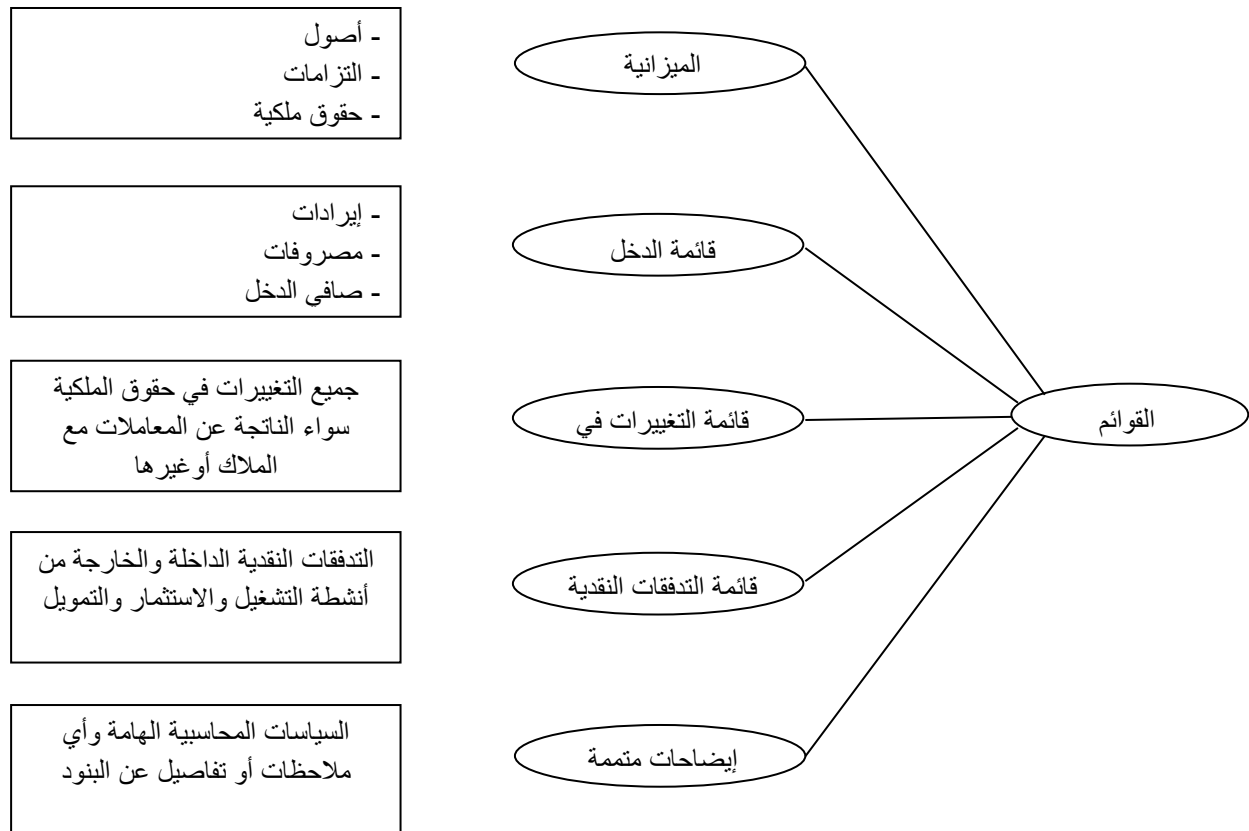 القوائم
الميزانية
- أصول
- التزامات
- حقوق ملكية
قائمة الدخل
- إيرادات
- مصروفات
- صافي الدخل
قائمة التغييرات في
جميع التغييرات في حقوق الملكية
سواء الناتجة عن المعاملات مع
الملاك أوغيرها
قائمة التدفقات النقدية
التدفقات النقدية الداخلة والخارجة من
أنشطة التشغيل والاستثمار والتمويل
إيضاحات متممة
السياسات المحاسبية الهامة وأي
ملاحظات أو تفاصيل عن البنود